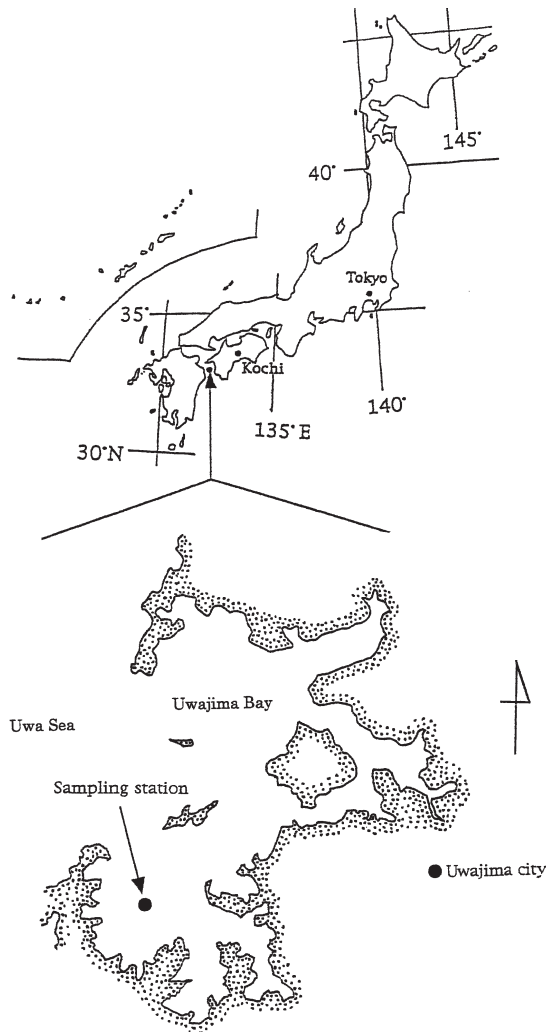 145°
40°
Tokyo
35°
Kochi
140°
135°E
30°N
Uwajima Bay
Uwa Sea
Sampling station
Uwajima city